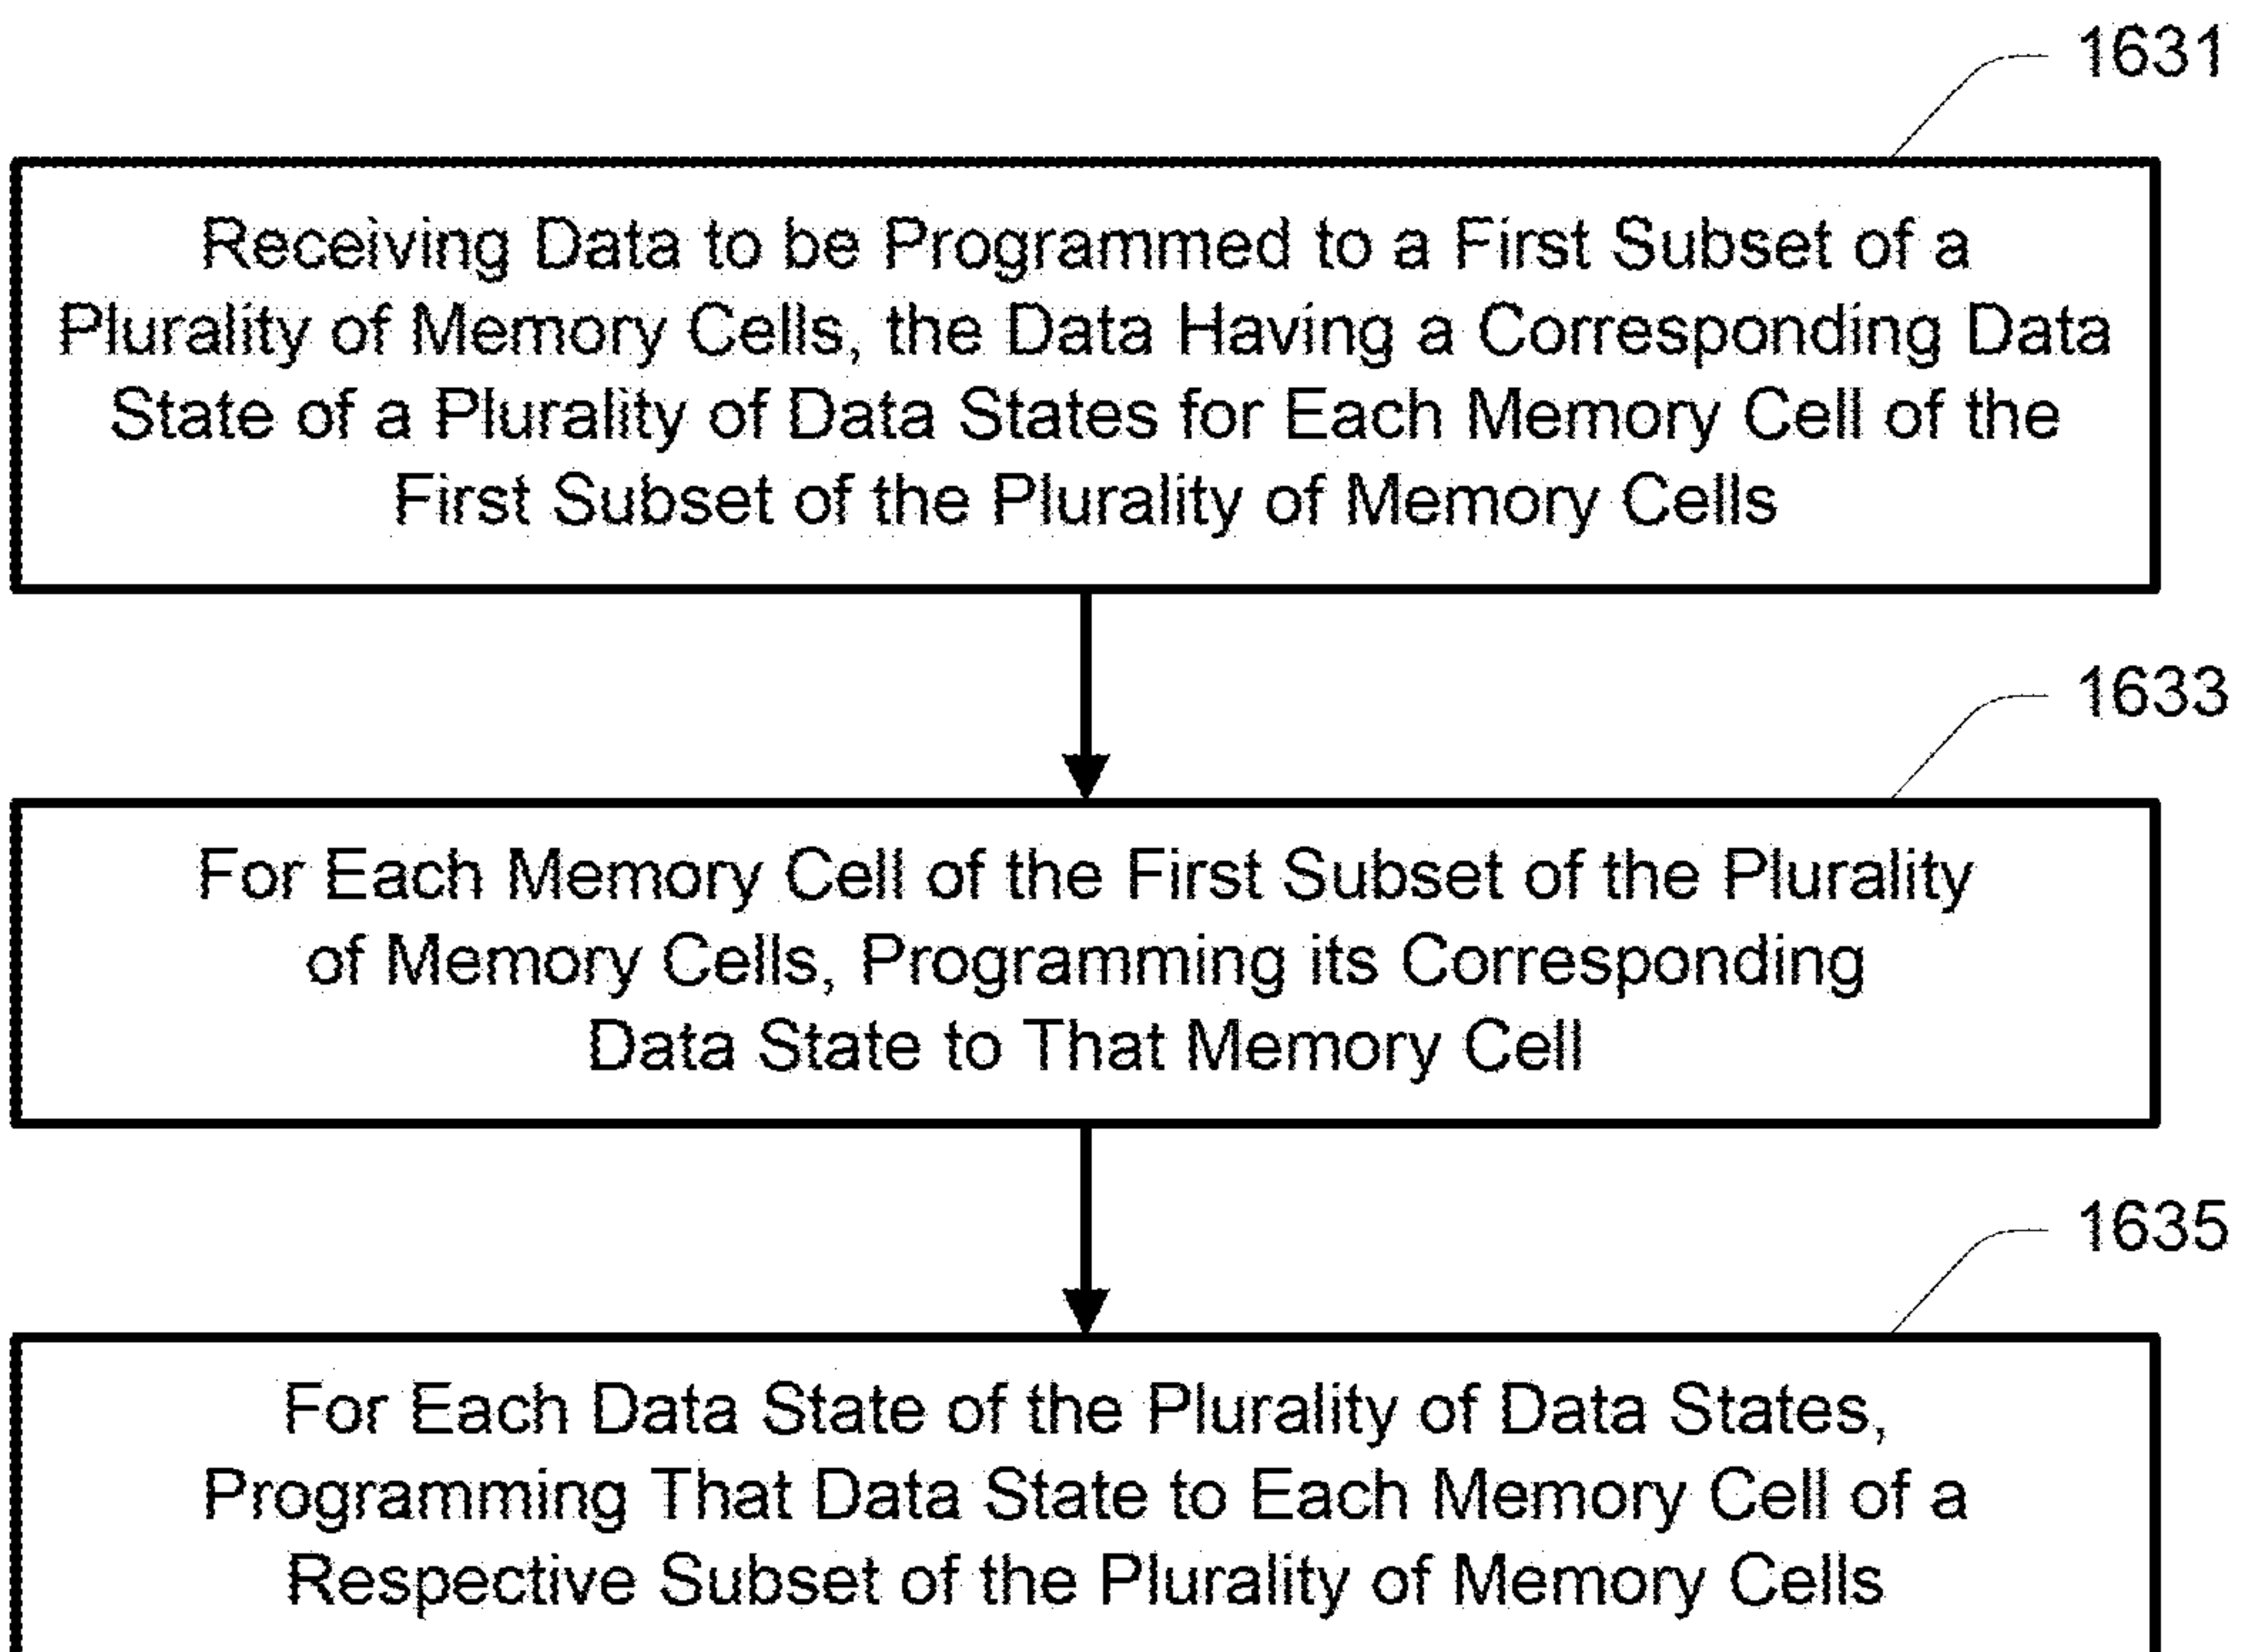 1631
Receiving Data to be Programmed to a First Subset of a
Plurality of Memory Cells, the Data Having a Corresponding Data
State of a Plurality of Data States for Each Memory Cell of the
First Subset of the Plurality of Memory Cells
1633
For Each Memory Cell of the First Subset of the Plurality
of Memory Cells, Programming its Corresponding
Data State to That Memory Cell
1635
For Each Data State of the Plurality of Data States,
Programming That Data State to Each Memory Cell of a
Respective Subset of the Plurality of Memory Cells